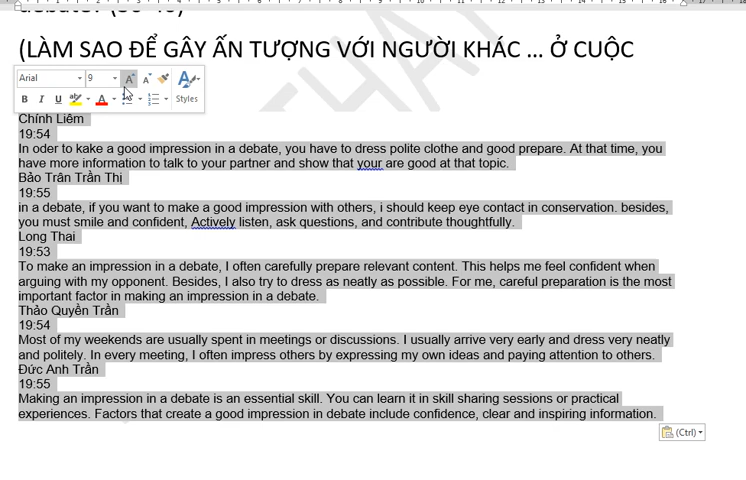 debate? (30-40)
(LÀM SAO ĐỂ GÂY ẤN TƯỢNG VỚI NGƯỜI KHÁC ... Ở CUỘC
Arial 9
B I U Styles
Chính Liêm
19:54
In oder to kake a good impression in a debate, you have to dress polite clothe and good prepare. At that time, you
have more information to talk to your partner and show that your are good at that topic.
Bảo Trân Trần Thị
19:55
in a debate, if you want to make a good impression with others, i should keep eye contact in conservation. besides,
you must smile and confident, Actively listen, ask questions, and contribute thoughtfully.
Long Thai
19:53
To make an impression in a debate, I often carefully prepare relevant content. This helps me feel confident when
arguing with my opponent. Besides, I also try to dress as neatly as possible. For me, careful preparation is the most
important factor in making an impression in a debate.
Thảo Quyền Trần
19:54
Most of my weekends are usually spent in meetings or discussions. I usually arrive very early and dress very neatly
and politely. In every meeting, I often impress others by expressing my own ideas and paying attention to others.
Đức Anh Trần
19:55
Making an impression in a debate is an essential skill. You can learn it in skill sharing sessions or practical
experiences. Factors that create a good impression in debate include confidence, clear and inspiring information.
(Ctrl)